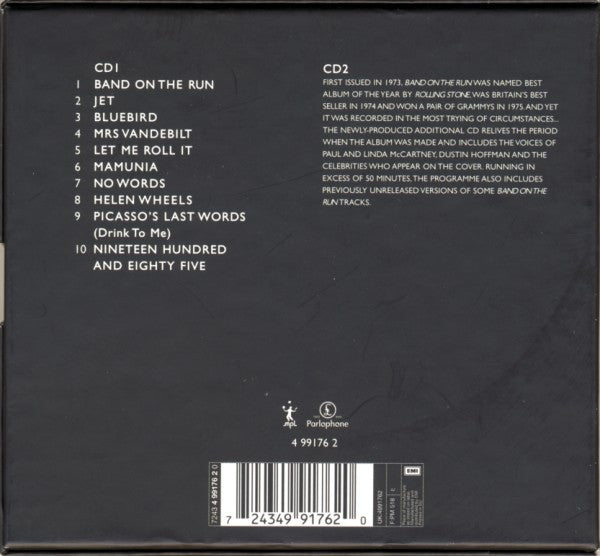 CD1
1 BAND ON THE RUN
2 JET
3 BLUEBIRD
4 MRS VANDEBILT
5 LET ME ROLL IT
6 MAMUNIA
7 NO WORDS
8 HELEN WHEELS
9 PICASSO'S LAST WORDS
(Drink To Me)
10 NINETEEN HUNDRED
AND EIGHTY FIVE
CD2
FIRST ISSUED IN 1973, BAND ON THE RUN WAS NAMED BEST
ALBUM OF THE YEAR BY ROLLING STONE, WAS BRITAIN'S BEST
SELLER IN 1974 AND WON A PAIR OF GRAMMYS IN 1975. AND YET
IT WAS RECORDED IN THE MOST TRYING OF CIRCUMSTANCES...
THE NEWLY-PRODUCED ADDITIONAL CD RELIVES THE PERIOD
WHEN THE ALBUM WAS MADE AND INCLUDES THE VOICES OF
PAUL AND LINDA McCARTNEY, DUSTIN HOFFMAN AND THE
CELEBRITIES WHO APPEAR ON THE COVER. RUNNING IN
EXCESS OF 50 MINUTES, THE PROGRAMME ALSO INCLUDES
PREVIOUSLY UNRELEASED VERSIONS OF SOME BAND ON THE
RUN TRACKS.
mpl
Parlophone
4 99176 2
7243 4 99176 2 0
7 24349 91762 0
UK:4991762
F: PM 518 E
EMI